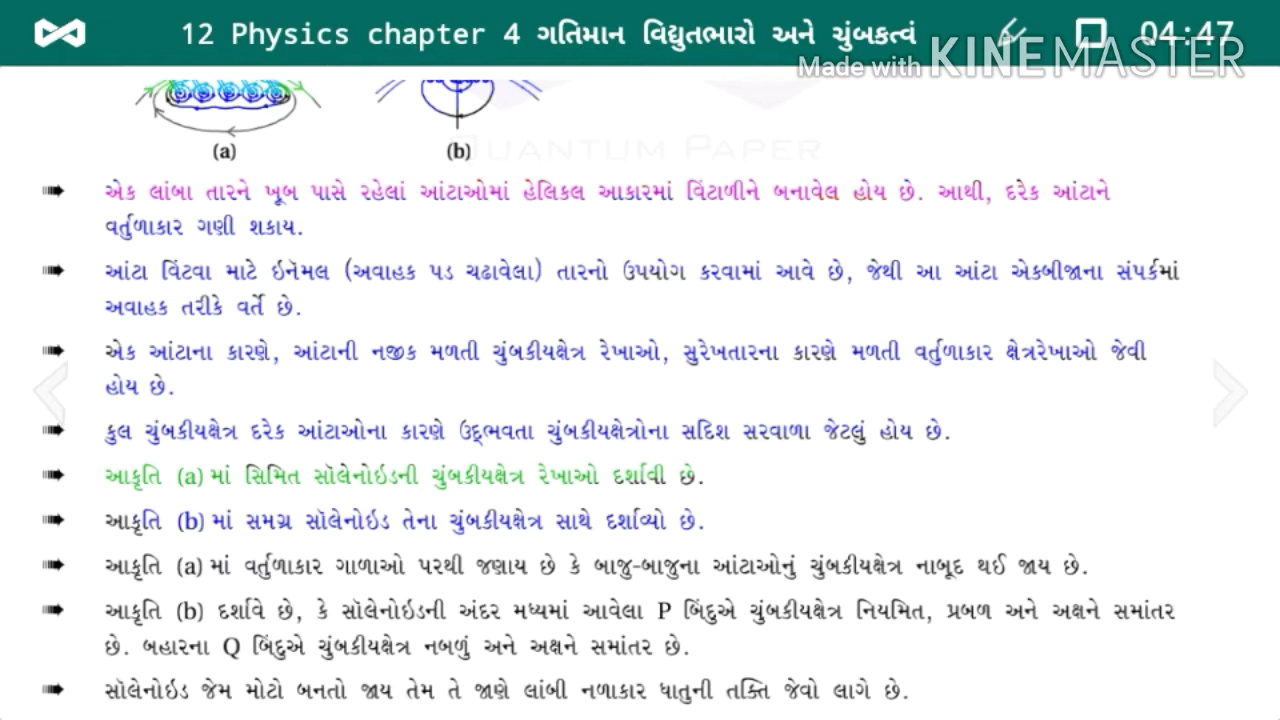 12 Physics chapter 4 ગતિમાન વિદ્યુતભારો અને ચુંબકત્વ
04:47
Made with KINEMASTER
(a) (b)
QUANTUM PAPER
એક લાંબા તારને ખૂબ પાસે રહેલાં આંટાઓમાં હેલિકલ આકારમાં વિંટાળીને બનાવેલ હોય છે. આથી, દરેક આંટાને
વર્તુળાકાર ગણી શકાય.
આંટા વિંટવા માટે ઇનૅમલ (અવાહક પડ ચઢાવેલા) તારનો ઉપયોગ કરવામાં આવે છે, જેથી આ આંટા એકબીજાના સંપર્કમાં
અવાહક તરીકે વર્તે છે.
એક આંટાના કારણે, આંટાની નજીક મળતી ચુંબકીયક્ષેત્ર રેખાઓ, સુરેખતારના કારણે મળતી વર્તુળાકાર ક્ષેત્રરેખાઓ જેવી
હોય છે.
કુલ ચુંબકીયક્ષેત્ર દરેક આંટાઓના કારણે ઉદ્ભવતા ચુંબકીયક્ષેત્રોના સદિશ સરવાળા જેટલું હોય છે.
આકૃતિ (a) માં સિમિત સૉલેનોઇડની ચુંબકીયક્ષેત્ર રેખાઓ દર્શાવી છે.
આકૃતિ (b) માં સમગ્ર સૉલેનોઇડ તેના ચુંબકીયક્ષેત્ર સાથે દર્શાવ્યો છે.
આકૃતિ (a) માં વર્તુળાકાર ગાળાઓ પરથી જણાય છે કે બાજુ-બાજુના આંટાઓનું ચુંબકીયક્ષેત્ર નાબૂદ થઈ જાય છે.
આકૃતિ (b) દર્શાવે છે, કે સૉલેનોઇડની અંદર મધ્યમાં આવેલા P બિંદુએ ચુંબકીયક્ષેત્ર નિયમિત, પ્રબળ અને અક્ષને સમાંતર
છે. બહારના Q બિંદુએ ચુંબકીયક્ષેત્ર નબળું અને અક્ષને સમાંતર છે.
સૉલેનોઇડ જેમ મોટો બનતો જાય તેમ તે જાણે લાંબી નળાકાર ધાતુની તક્તિ જેવો લાગે છે.